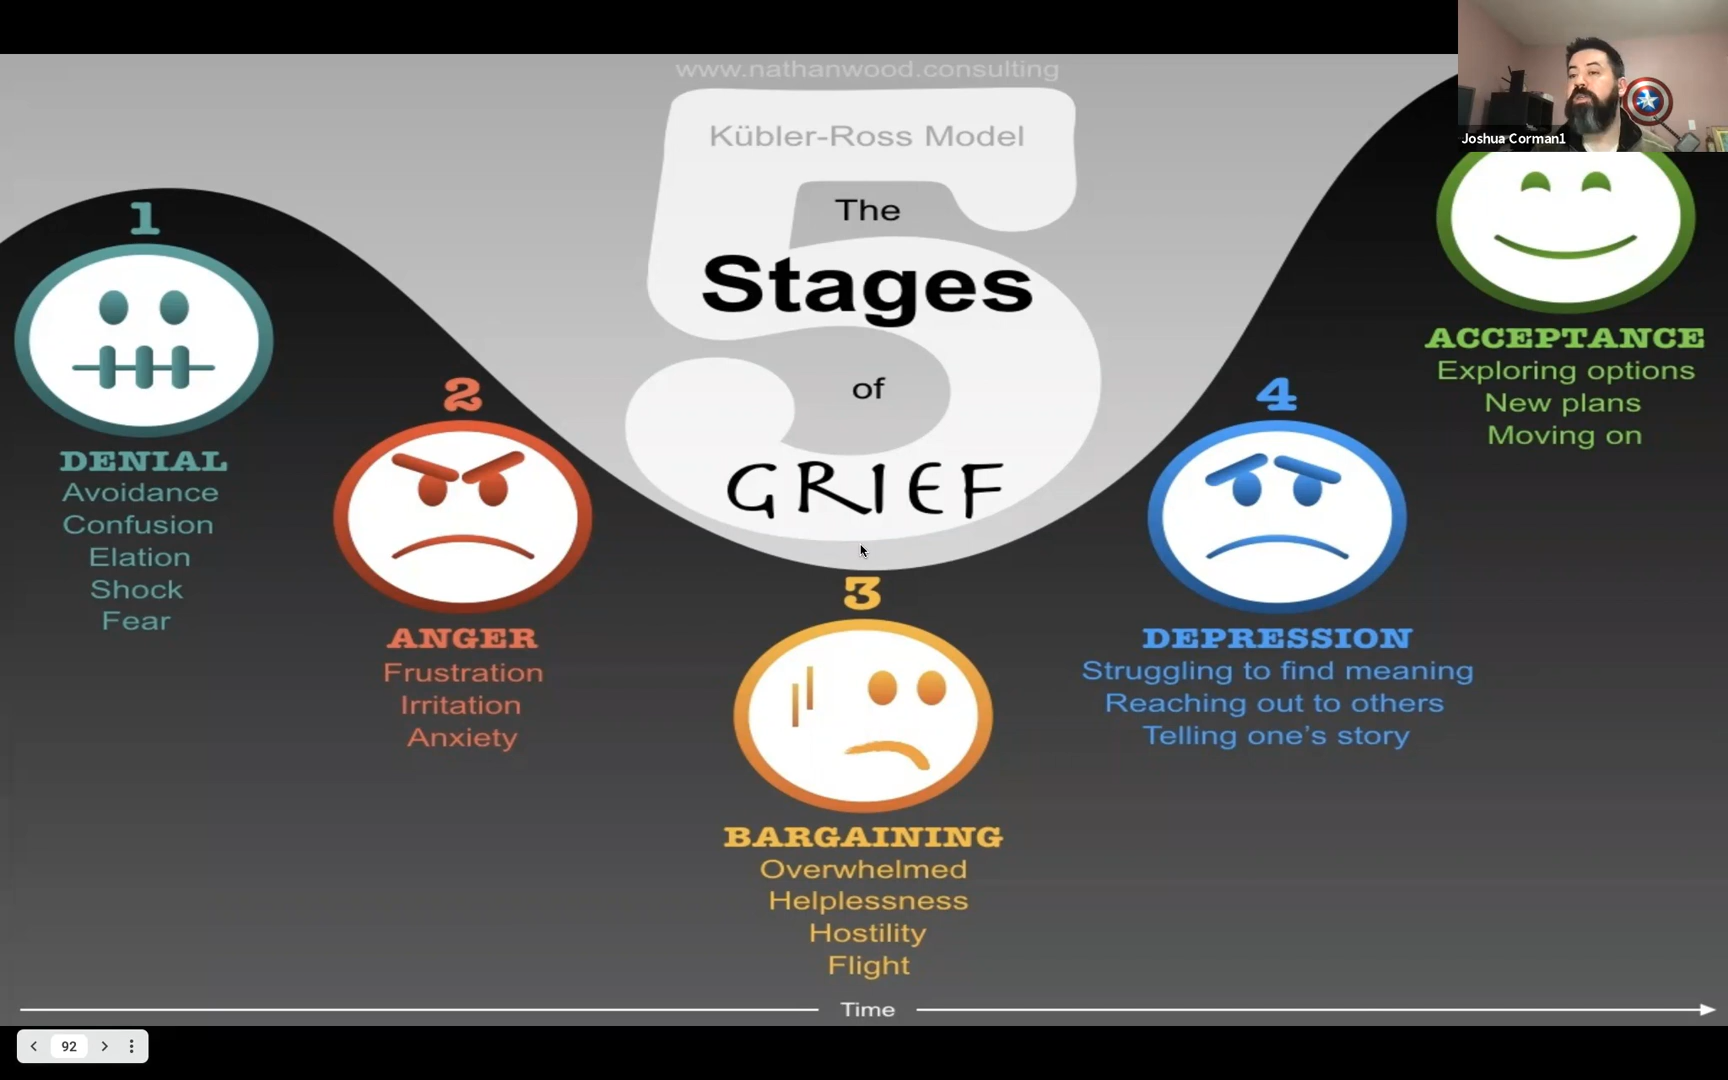 www.nathanwood.consulting
Kübler-Ross Model
The
Stages
of
GRIEF
5
Joshua Corman1
1
DENIAL
Avoidance
Confusion
Elation
Shock
Fear
2
ANGER
Frustration
Irritation
Anxiety
3
BARGAINING
Overwhelmed
Helplessness
Hostility
Flight
4
DEPRESSION
Struggling to find meaning
Reaching out to others
Telling one’s story
ACCEPTANCE
Exploring options
New plans
Moving on
Time
92